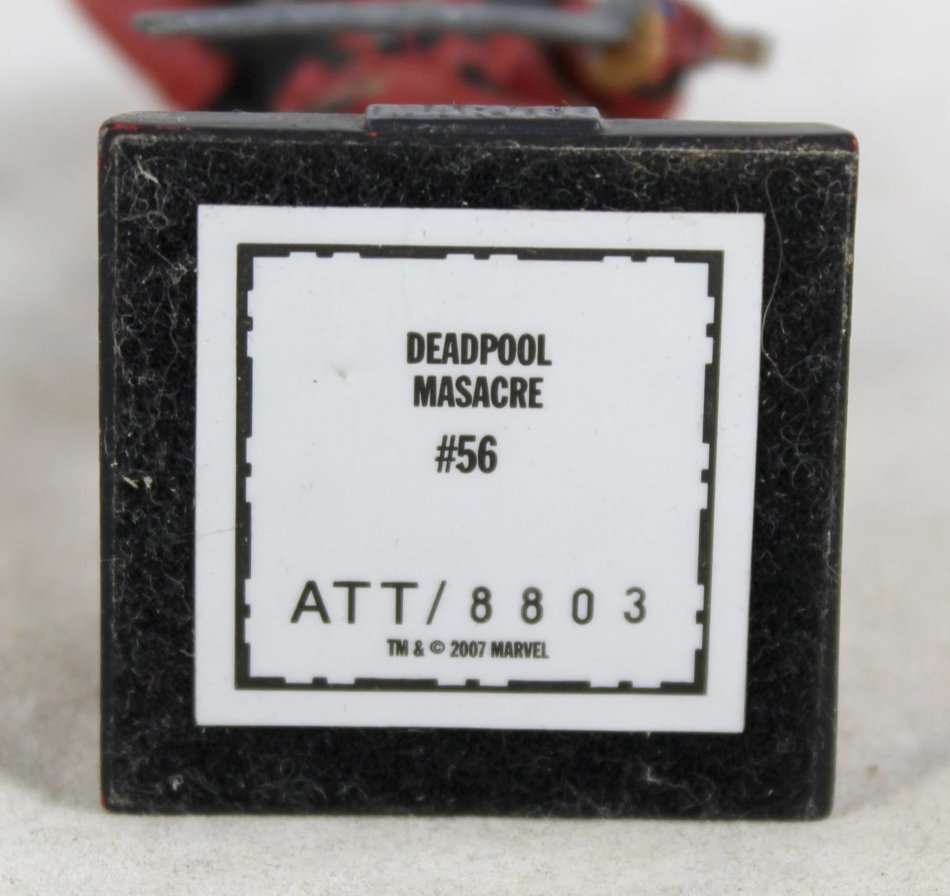 DEADPOOL
MASACRE
#56
ATT/8803
TM & © 2007 MARVEL